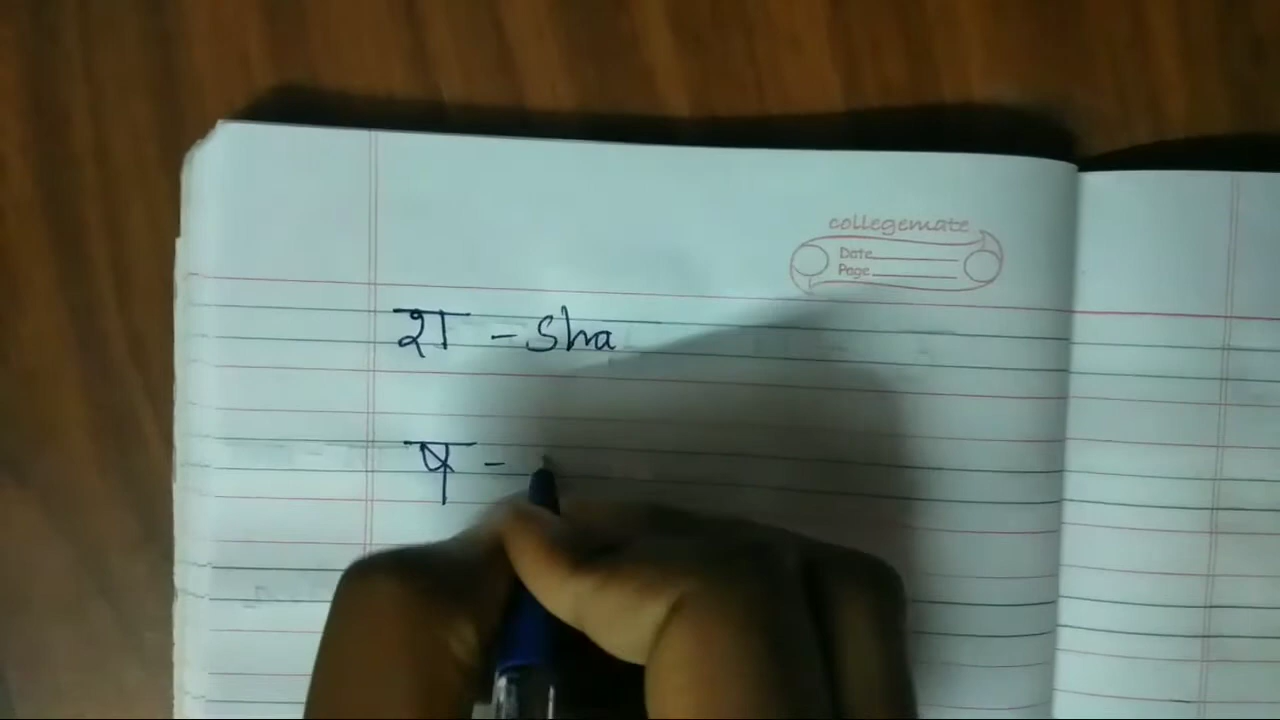 collegemate
Date
Page
श - Sha
ष -